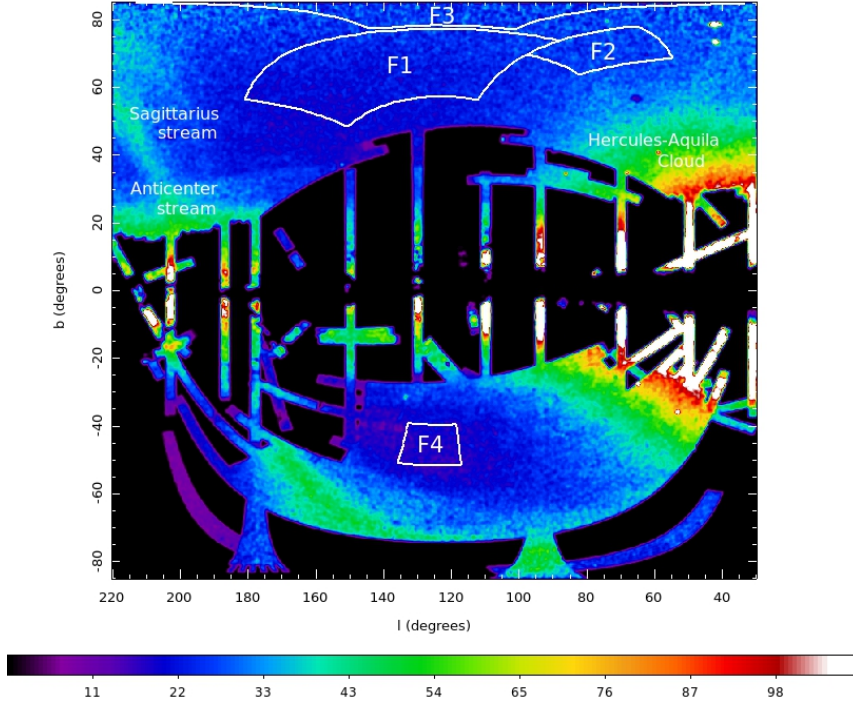 80
F3
F1
F2
60
Sagittarius
stream
Hercules-Aquila
Cloud
40
Anticenter
stream
20
b (degrees)
0
-20
-40
F4
-60
-80
220 200 180 160 140 120 100 80 60 40
l (degrees)
11 22 33 43 54 65 76 87 98